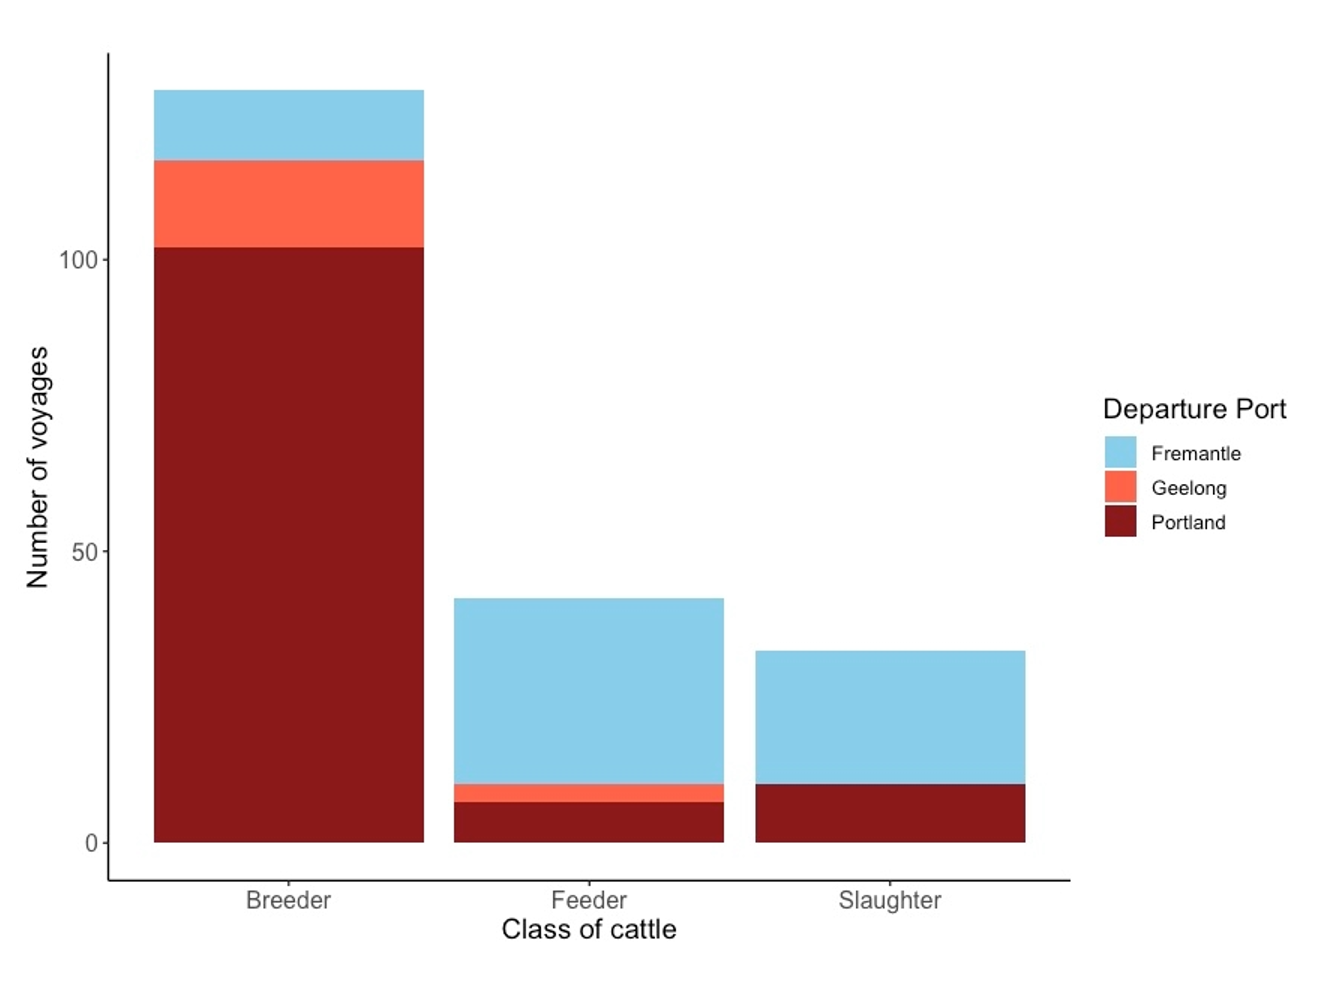 Number of voyages
100
50
0
Breeder
Feeder
Slaughter
Class of cattle
Departure Port
Fremantle
Geelong
Portland